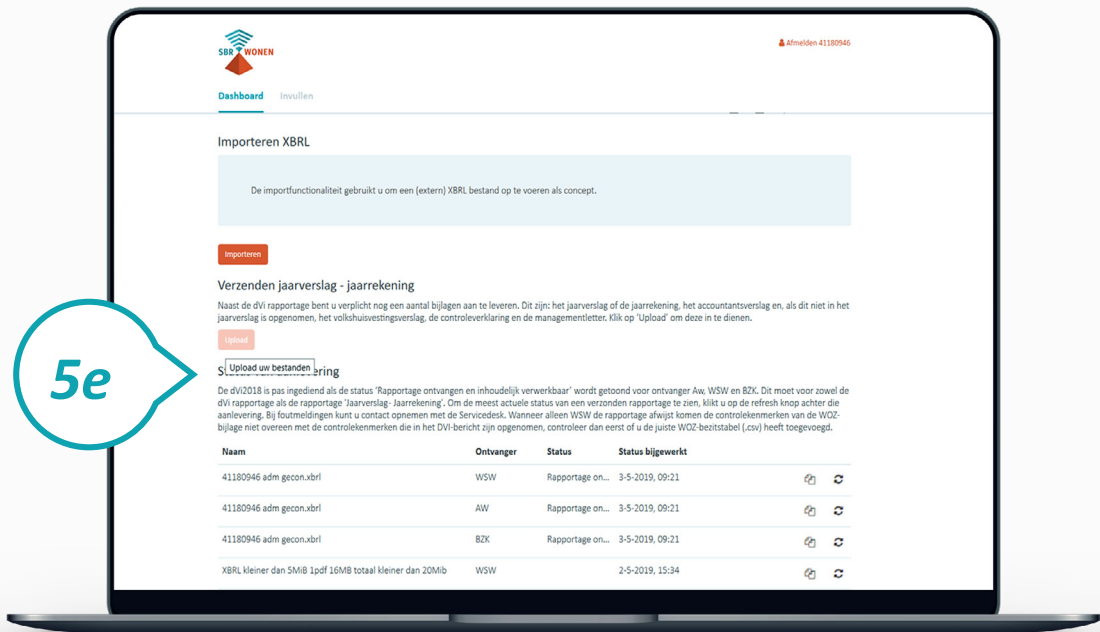 SBR WONEN
Afmelden 41180946
Dashboard Invullen
Importeren XBRL
De importfunctionaliteit gebruikt u om een (extern) XBRL bestand op te voeren als concept.
Importeren
Verzenden jaarverslag - jaarrekening
Naast de dVi rapportage bent u verplicht nog een aantal bijlagen aan te leveren. Dit zijn: het jaarverslag of de jaarrekening, het accountantsverslag en, als dit niet in het
jaarverslag is opgenomen, het volkshuisvestingsverslag, de controleverklaring en de managementletter. Klik op 'Upload' om deze in te dienen.
Upload
Upload uw bestanden
5e
De dVi2018 is pas ingediend als de status 'Rapportage ontvangen en inhoudelijk verwerkbaar' wordt getoond voor ontvanger Aw, WSW en BZK. Dit moet voor zowel de
dVi rapportage als de rapportage 'Jaarverslag- Jaarrekening'. Om de meest actuele status van een verzonden rapportage te zien, klikt u op de refresh knop achter die
aanlevering. Bij foutmeldingen kunt u contact opnemen met de Servicedesk. Wanneer alleen WSW de rapportage afwijst komen de controlekenmerken van de WOZ-
bijlage niet overeen met de controlekenmerken die in het DVI-bericht zijn opgenomen, controleer dan eerst of u de juiste WOZ-bezitstabel (.csv) heeft toegevoegd.
Naam Ontvanger Status Status bijgewerkt
41180946 adm gecon.xbrl WSW Rapportage on... 3-5-2019, 09:21
41180946 adm gecon.xbrl AW Rapportage on... 3-5-2019, 09:21
41180946 adm gecon.xbrl BZK Rapportage on... 3-5-2019, 09:21
XBRL kleiner dan 5MiB 1pdf 16MB totaal kleiner dan 20Mib WSW 2-5-2019, 15:34